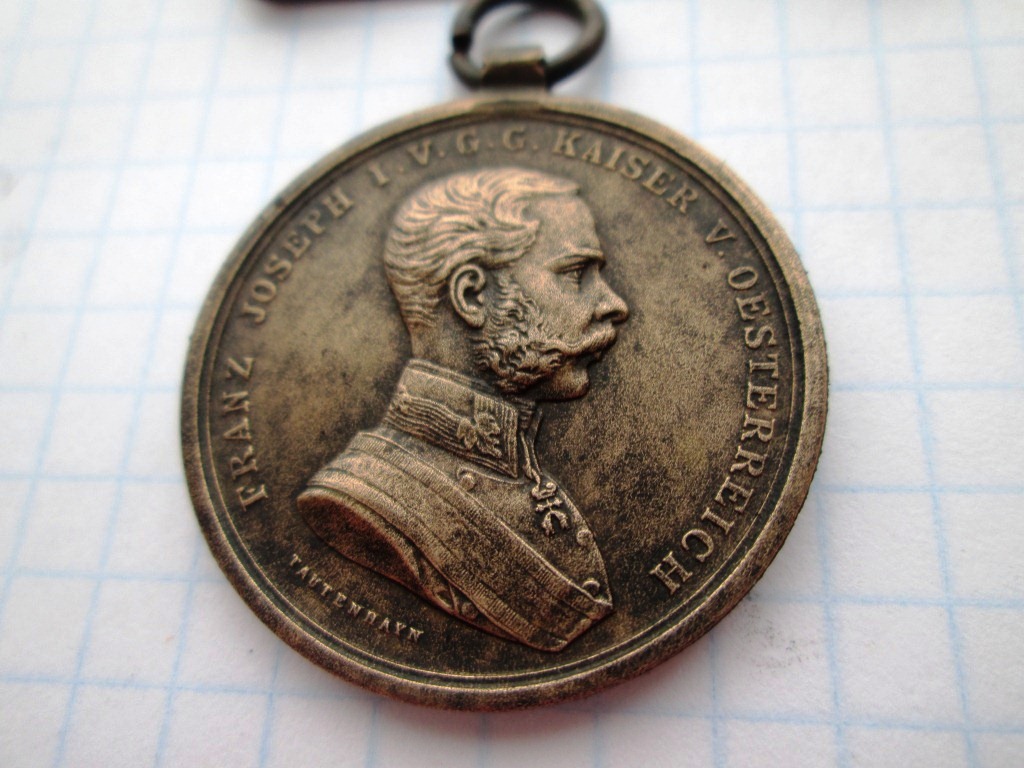 FRANZ JOSEPH I. V. G. G. KAISER V. OESTERREICH
TAUTENHAYN